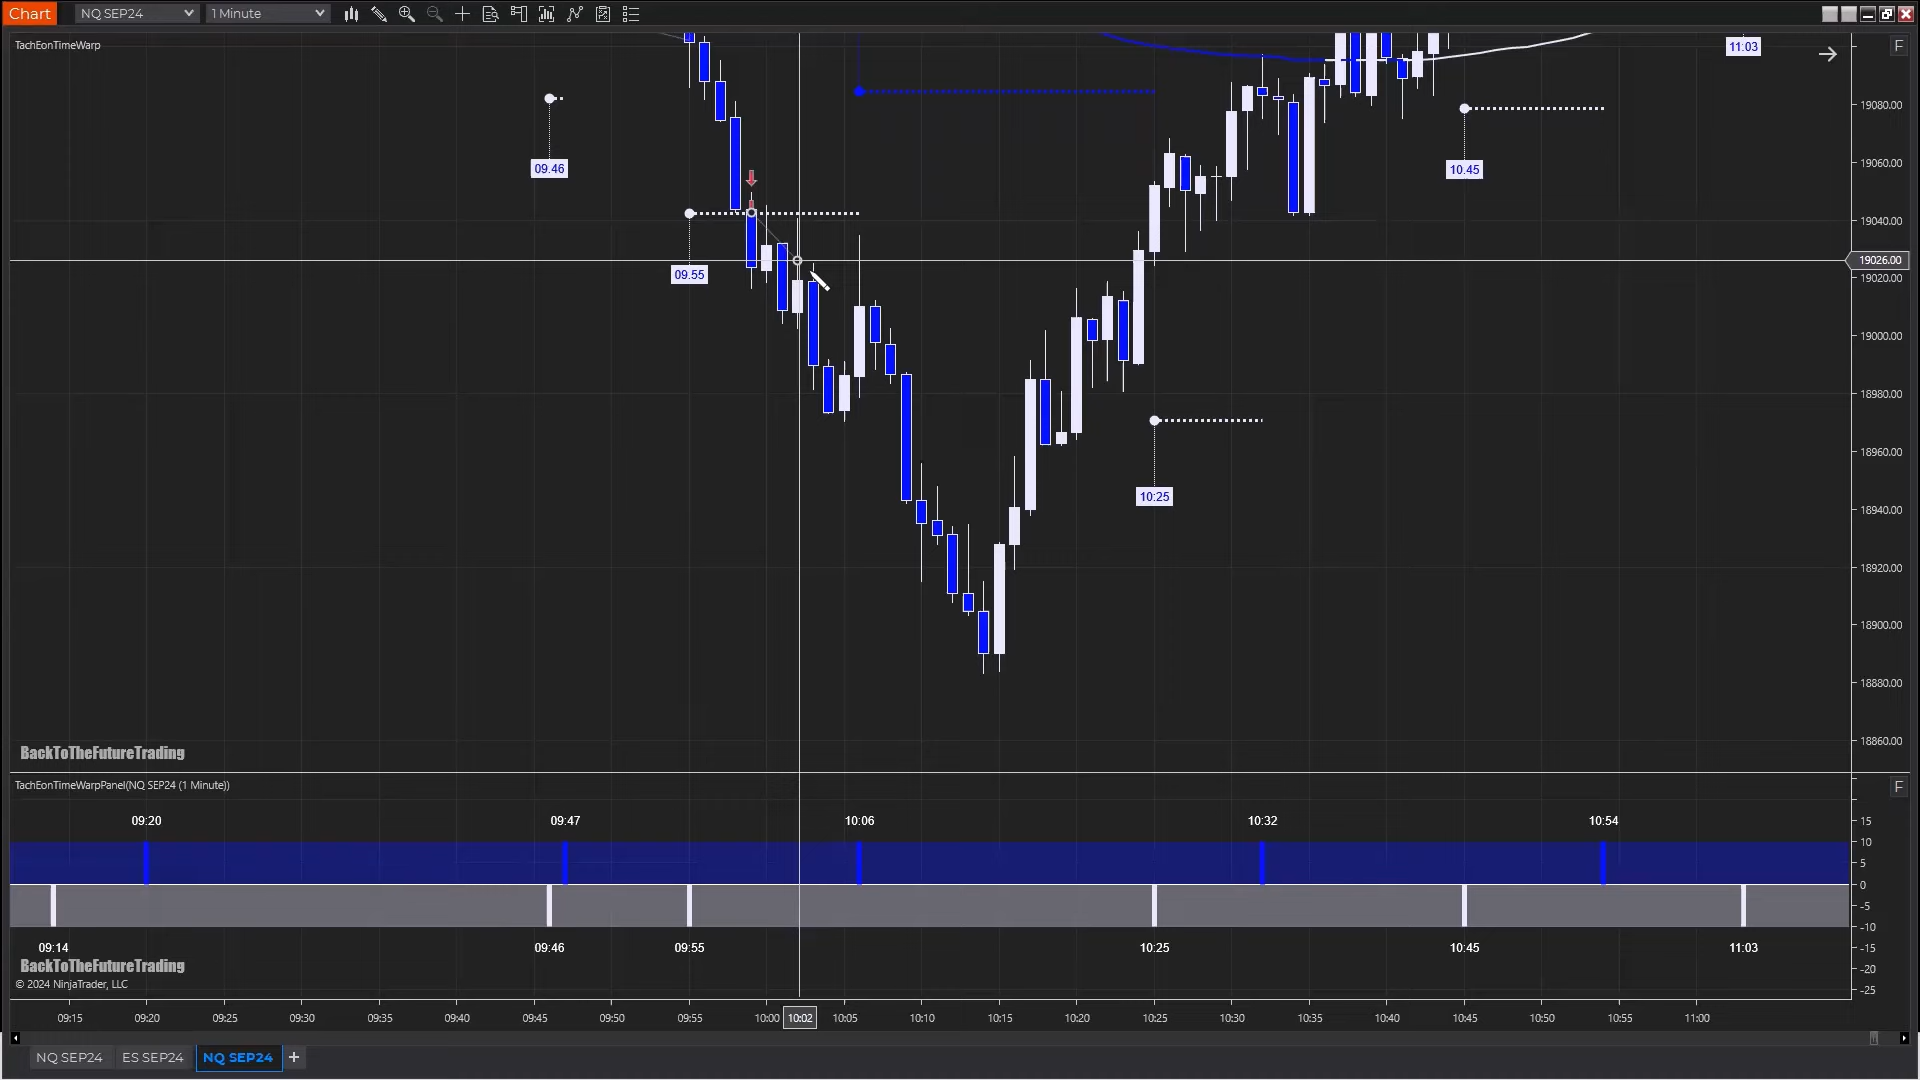 Chart NQ SEP24 1 Minute
TachEonTimeWarp
F
11:03
19080.00
09.46
10.45
19060.00
19040.00
09.55
19026.00
19020.00
19000.00
18980.00
18960.00
10:25
18940.00
18920.00
18900.00
18880.00
18860.00
BackToTheFutureTrading
TachEonTimeWarpPanel(NQ SEP24 (1 Minute))
F
09:20 09:47 10:06 10:32 10:54
15
10
5
0
-5
-10
09:14 09:46 09:55 10:25 10:45 11:03
-15
BackToTheFutureTrading
-20
© 2024 NinjaTrader, LLC
-25
09:15 09:20 09:25 09:30 09:35 09:40 09:45 09:50 09:55 10:00 10:02 10:05 10:10 10:15 10:20 10:25 10:30 10:35 10:40 10:45 10:50 10:55 11:00
NQ SEP24 ES SEP24 NQ SEP24 +